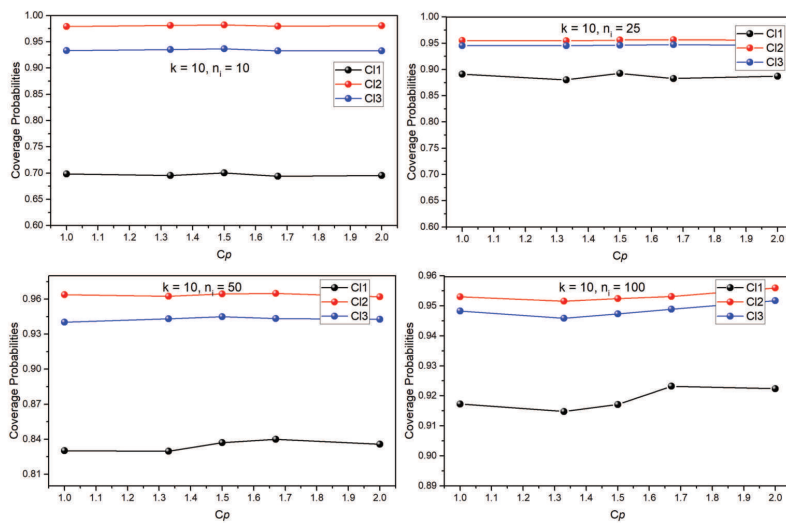 1.00
0.95
0.90
0.85
0.80
0.75
0.70
0.65
0.60
Coverage Probabilities
k = 10, nᵢ = 10
CI1
CI2
CI3
1.0 1.1 1.2 1.3 1.4 1.5 1.6 1.7 1.8 1.9 2.0
Cp
1.00
0.95
0.90
0.85
0.80
0.75
0.70
0.65
0.60
Coverage Probabilities
k = 10, nᵢ = 25
CI1
CI2
CI3
1.0 1.1 1.2 1.3 1.4 1.5 1.6 1.7 1.8 1.9 2.0
Cp
0.96
0.93
0.90
0.87
0.84
0.81
Coverage Probabilities
k = 10, nᵢ = 50
CI1
CI2
CI3
1.0 1.1 1.2 1.3 1.4 1.5 1.6 1.7 1.8 1.9 2.0
Cp
0.96
0.95
0.94
0.93
0.92
0.91
0.90
0.89
Coverage Probabilities
k = 10, nᵢ = 100
CI1
CI2
CI3
1.0 1.1 1.2 1.3 1.4 1.5 1.6 1.7 1.8 1.9 2.0
Cp